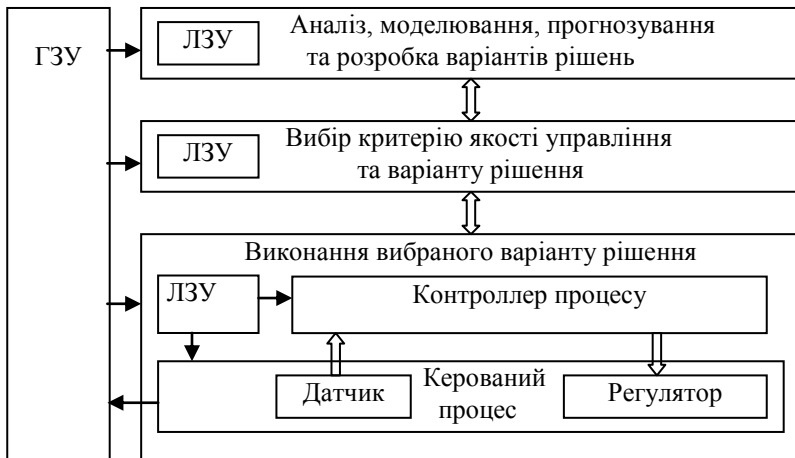 ГЗУ
ЛЗУ
Аналіз, моделювання, прогнозування
та розробка варіантів рішень
ЛЗУ
Вибір критерію якості управління
та варіанту рішення
Виконання вибраного варіанту рішення
ЛЗУ
Контроллер процесу
Датчик
Керований
процес
Регулятор